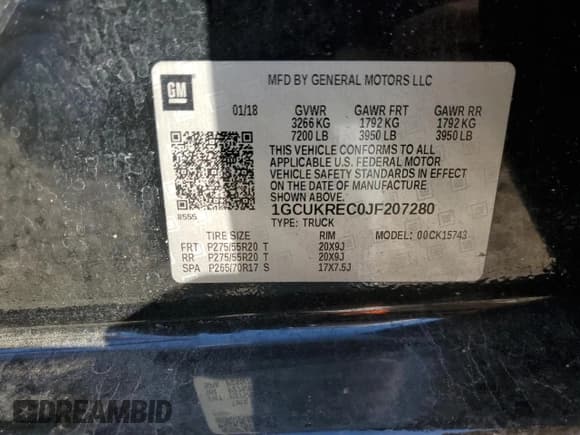 GM
MFD BY GENERAL MOTORS LLC
01/18 GVWR GAWR FRT GAWR RR
3266 KG 1792 KG 1792 KG
7200 LB 3950 LB 3950 LB
THIS VEHICLE CONFORMS TO ALL
APPLICABLE U.S. FEDERAL MOTOR
VEHICLE SAFETY STANDARDS IN EFFECT
ON THE DATE OF MANUFACTURE
SHOWN ABOVE.
1GCUKREC0JF207280
TYPE: TRUCK
TIRE SIZE RIM MODEL: 00CK15743
FRT P275/55R20 T 20X9J
RR P275/55R20 T 20X9J
SPA P265/70R17 S 17X7.5J
DREAMBID